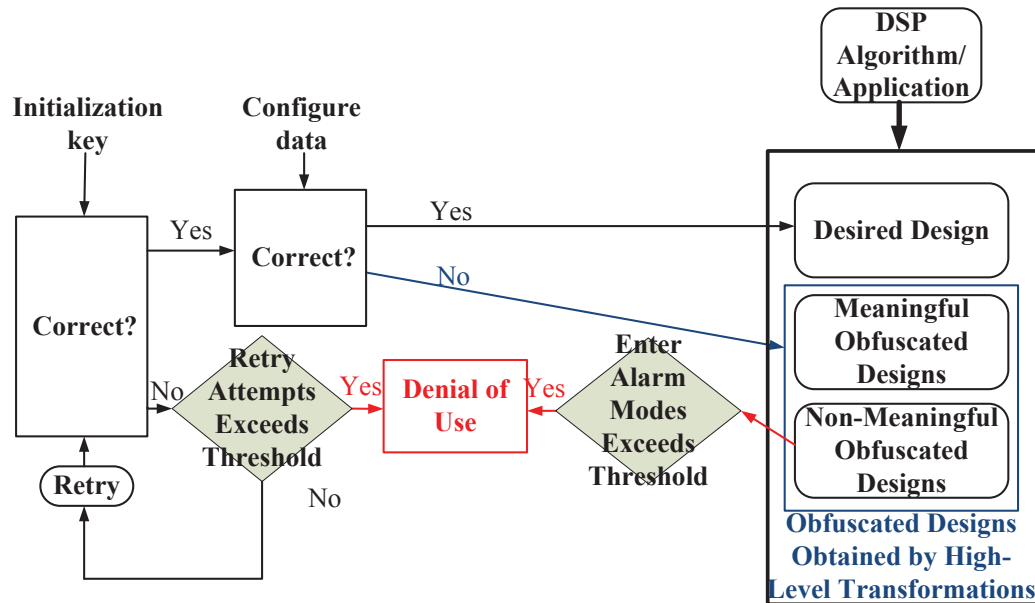 DSP
Algorithm/
Application
Initialization
key
Configure
data
Yes
Yes
Correct?
Desired Design
No
Correct?
Meaningful
Obfuscated
Designs
Retry
Attempts
Exceeds
Threshold
No
Yes
Denial of
Use
Yes
Enter
Alarm
Modes
Exceeds
Threshold
Non-Meaningful
Obfuscated
Designs
Retry
No
Obfuscated Designs
Obtained by High-
Level Transformations